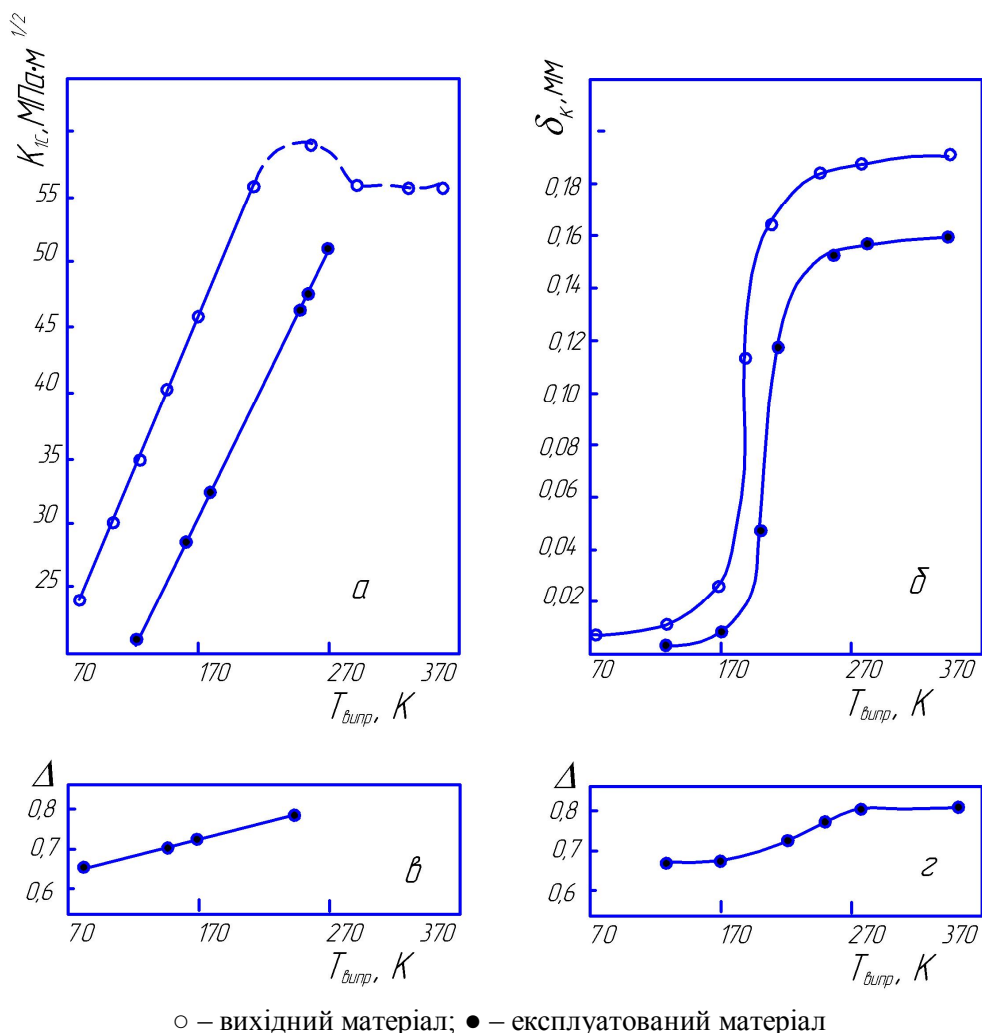 K₁c, МПа·м 1/2
55
50
45
40
35
30
25
а
70 170 270 370
Tвипр, К
δк, мм
0,18
0,16
0,14
0,12
0,10
0,08
0,06
0,04
0,02
б
70 170 270 370
Tвипр, К
Δ
0,8
0,7
0,6
в
70 170 270 370
Tвипр, К
Δ
0,8
0,7
0,6
г
70 170 270 370
Tвипр, К
○ – вихідний матеріал; ● – експлуатований матеріал